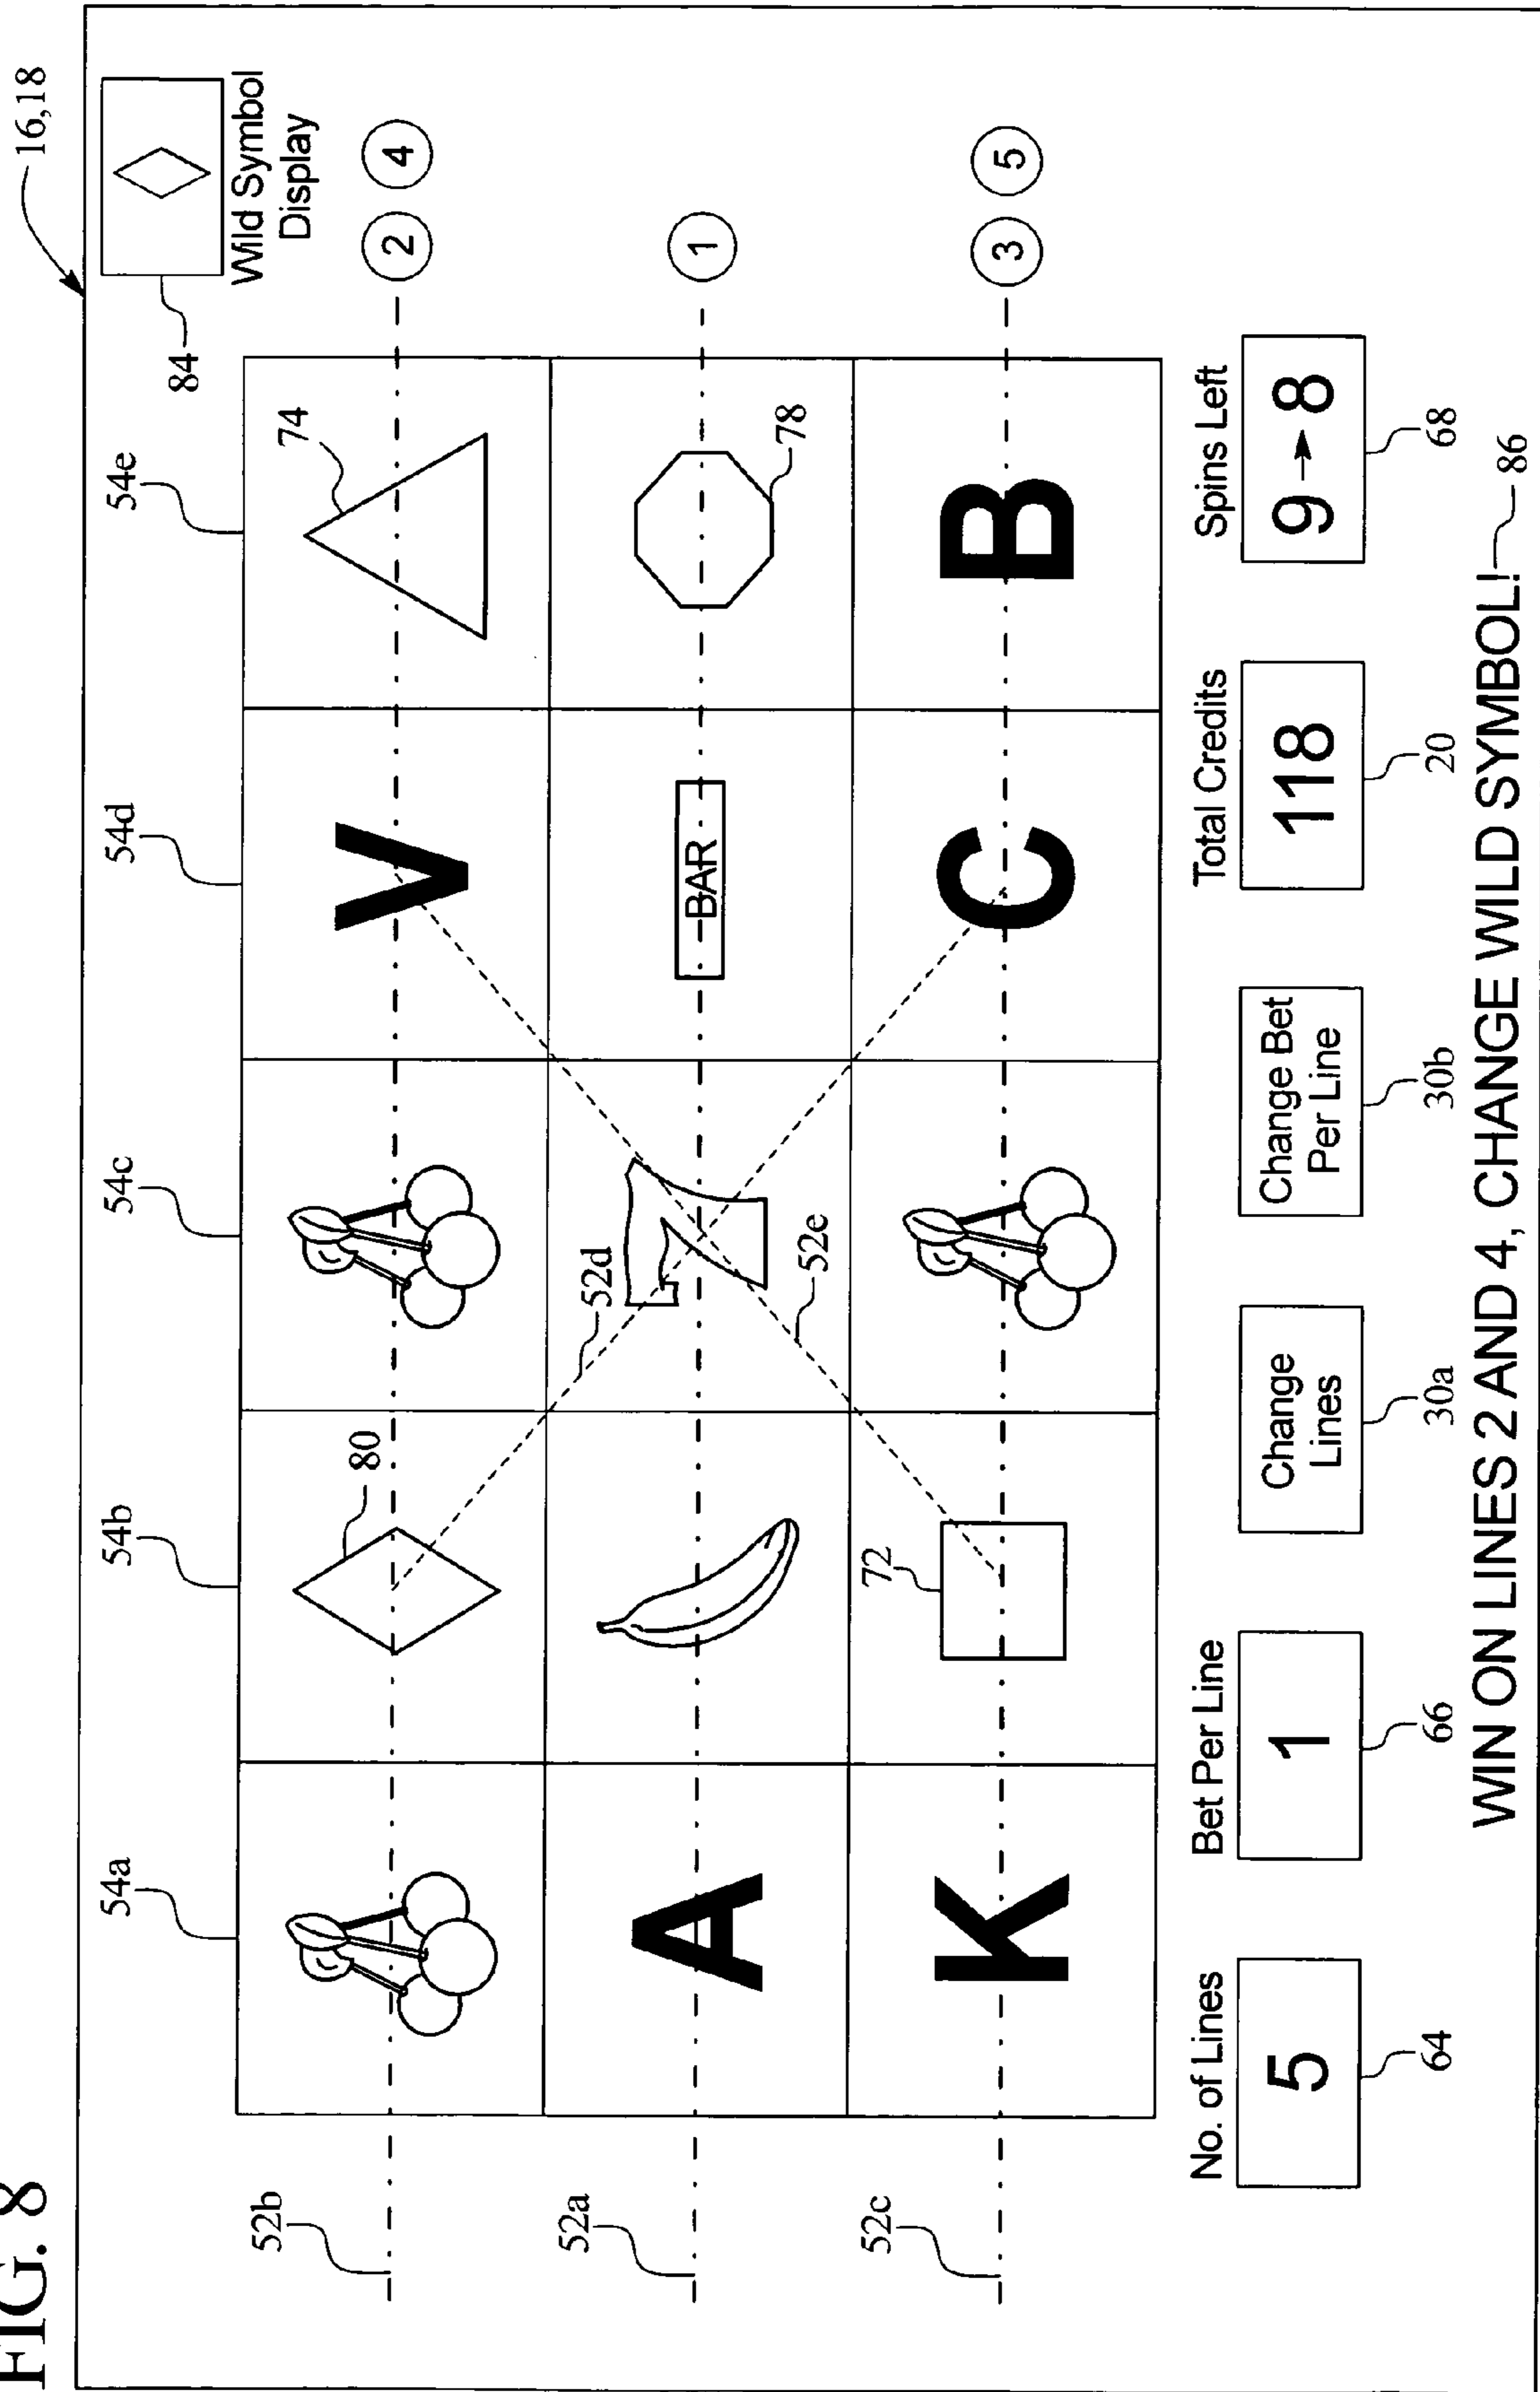 FIG. 8
16,18
84
Wild Symbol
Display
54a
54b
54c
54d
54e
52b
80
V
74
2
4
52a
A
52d
BAR
78
1
52e
52c
K
72
C
B
3
5
No. of Lines
Bet Per Line
Total Credits
Spins Left
5
1
Change
Lines
Change Bet
Per Line
118
9→8
64
66
30a
30b
20
68
WIN ON LINES 2 AND 4, CHANGE WILD SYMBOL!
86